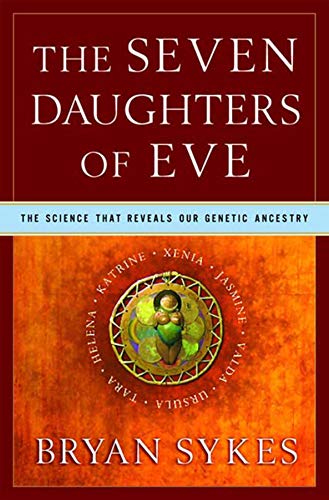 THE SEVEN
DAUGHTERS
OF EVE
THE SCIENCE THAT REVEALS OUR GENETIC ANCESTRY
TARA • HELENA • KATRINE • XENIA • JASMINE • VALDA • URSULA
BRYAN SYKES